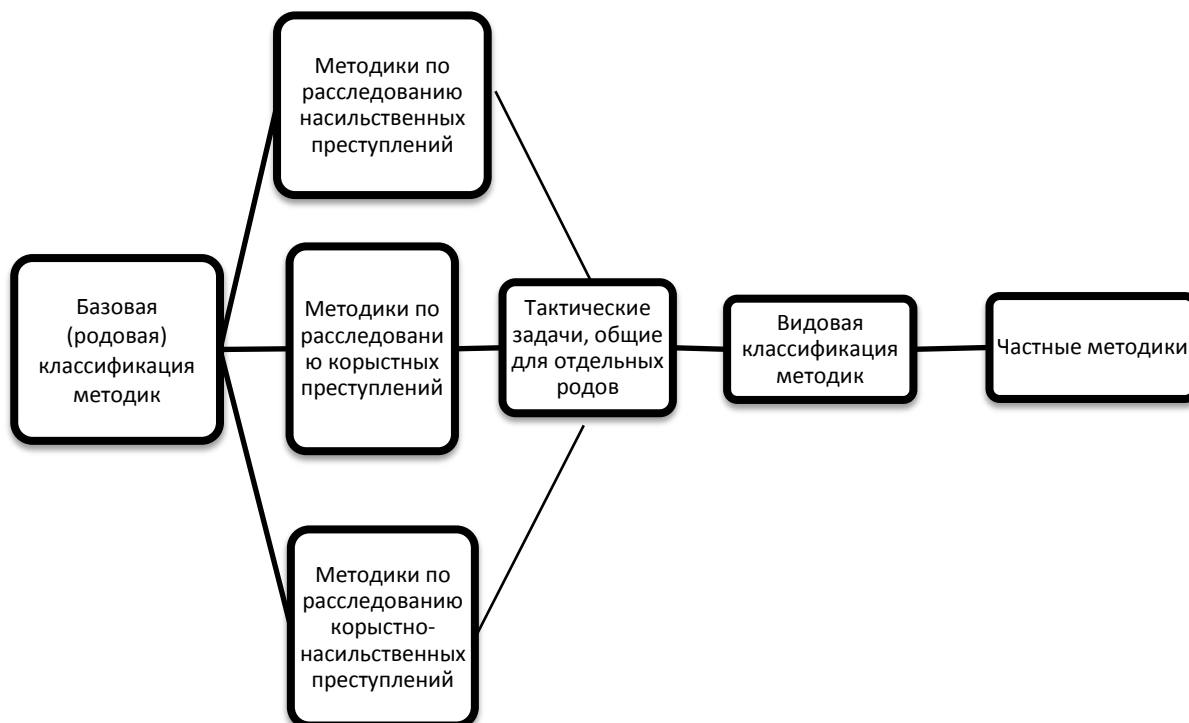 Методики по
расследованию
насильственных
преступлений
Базовая
(родовая)
классификация
методик
Методики по
расследовани
ю корыстных
преступлений
Тактические
задачи, общие
для отдельных
родов
Видовая
классификация
методик
Частные методики
Методики по
расследованию
корыстно-
насильственных
преступлений